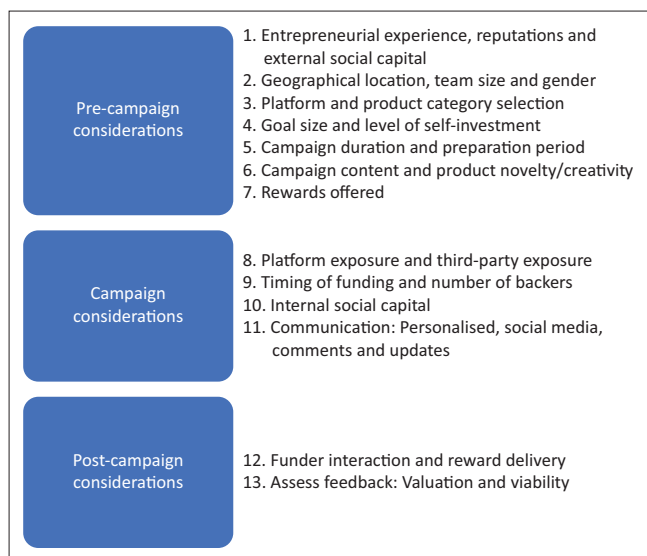 Pre-campaign
considerations
1. Entrepreneurial experience, reputations and
external social capital
2. Geographical location, team size and gender
3. Platform and product category selection
4. Goal size and level of self-investment
5. Campaign duration and preparation period
6. Campaign content and product novelty/creativity
7. Rewards offered
Campaign
considerations
8. Platform exposure and third-party exposure
9. Timing of funding and number of backers
10. Internal social capital
11. Communication: Personalised, social media,
comments and updates
Post-campaign
considerations
12. Funder interaction and reward delivery
13. Assess feedback: Valuation and viability